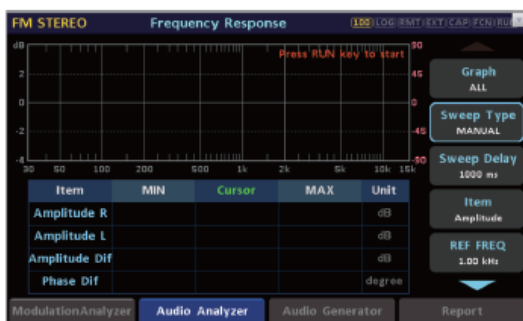 FM STEREO Frequency Response 100 LOG RMT EXT CAP FCN RU
dB Press RUN key to start 90
2 45
0 0
-2 -45
-4 -90
30 50 100 200 500 1k 2k 5k 10k 15k
Item MIN Cursor MAX Unit
Amplitude R dB
Amplitude L dB
Amplitude Dif dB
Phase Dif degree
Graph
ALL
Sweep Type
MANUAL
Sweep Delay
1000 ms
Item
Amplitude
REF FREQ
1.00 kHz
ModulationAnalyzer Audio Analyzer Audio Generator Report